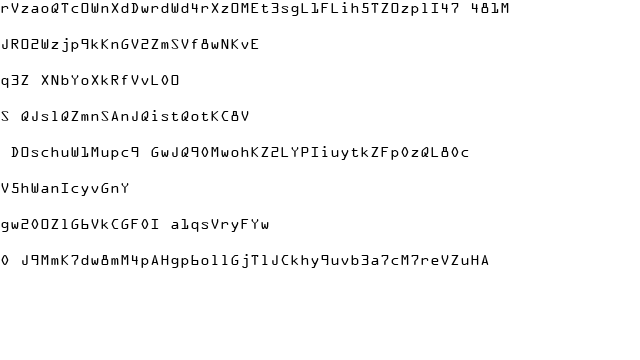 rVzaoQTcOWnXdDwrdWd4rXzOMEt3sgL1FLih5TZOzplI47 481M
JRO2Wzjp9kKnGV2ZmSVf8wNKvE
q3Z XNbYoXkRfVvL0O
S QJslQZmnSAnJQistQotKC8V
DOschuW1Mupc9 GwJQ9OMwohKZ2LYPIiuytkZFp0zQL80c
V5hWanIcyvGnY
gw20OZlG6VkCGF0I a1qsVryFYw
0 J9MmK7dw8mM4pAHgp6ollGjTlJCkhy9uvb3a7cM7reVZuHA